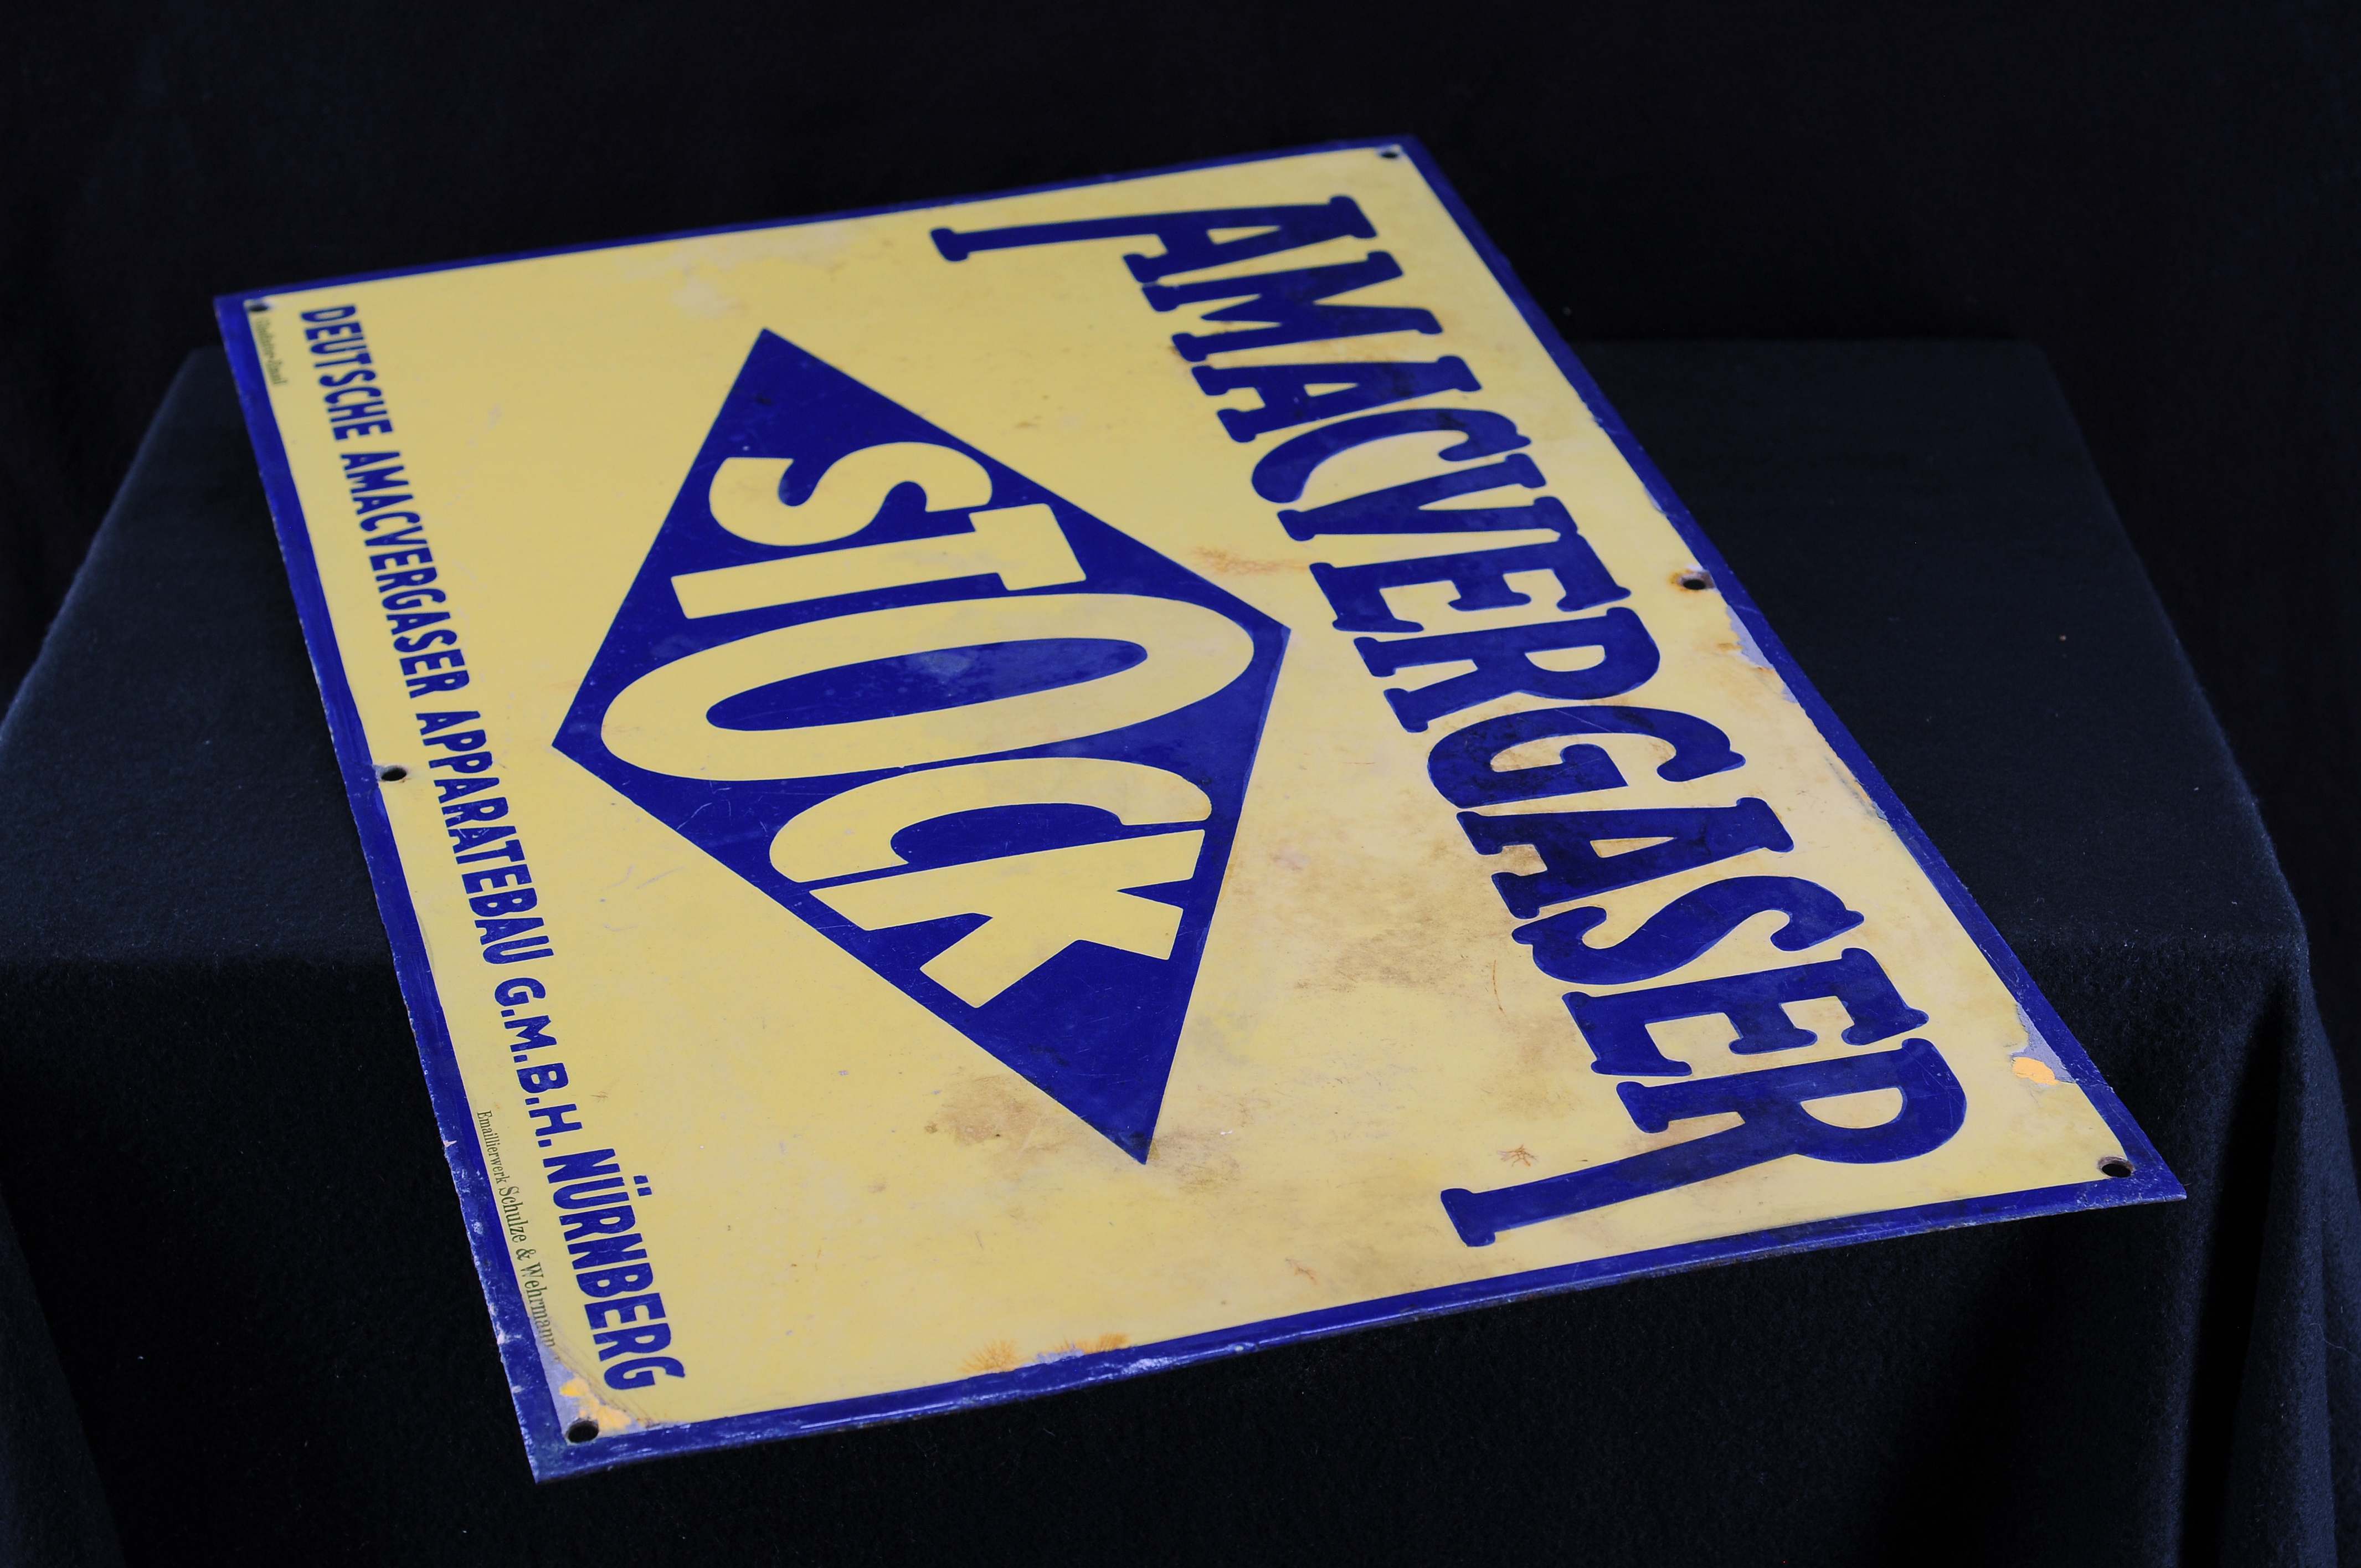 AMACVERGASER
STOCK
DEUTSCHE AMACVERGASER APPARATEBAU G.M.B.H. NÜRNBERG
Emaillierwerk Schulze & Wehrmann